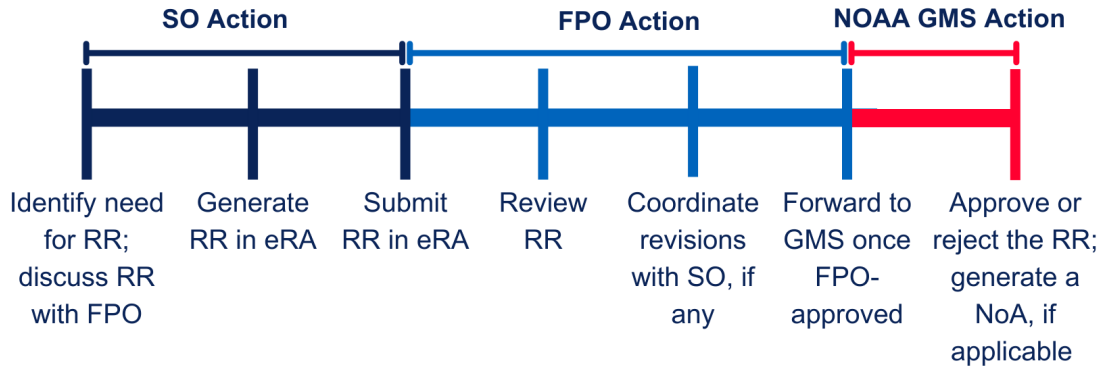 SO Action
FPO Action
NOAA GMS Action
Identify need
for RR;
discuss RR
with FPO
Generate
RR in eRA
Submit
RR in eRA
Review
RR
Coordinate
revisions
with SO, if
any
Forward to
GMS once
FPO-
approved
Approve or
reject the RR;
generate a
NoA, if
applicable